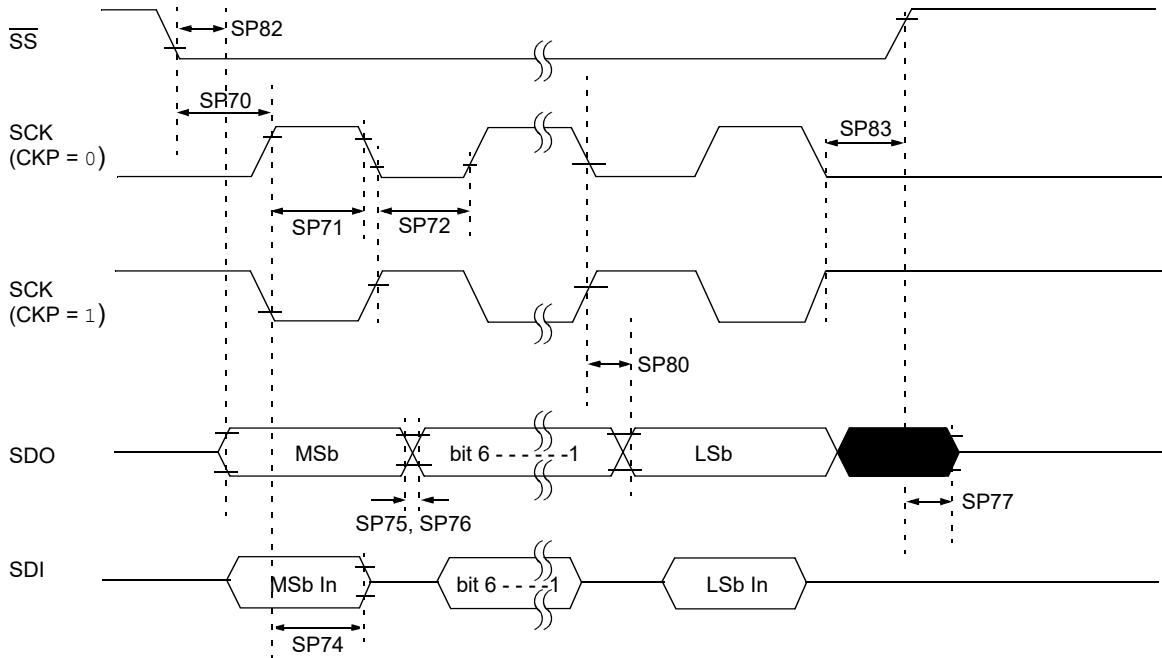 SS
SP82
SP70
SCK
(CKP = 0)
SP83
SP71
SP72
SCK
(CKP = 1)
SP80
SDO
MSb
bit 6 - - - - - -1
LSb
SP77
SP75, SP76
SDI
MSb In
bit 6 - - - - -1
LSb In
SP74